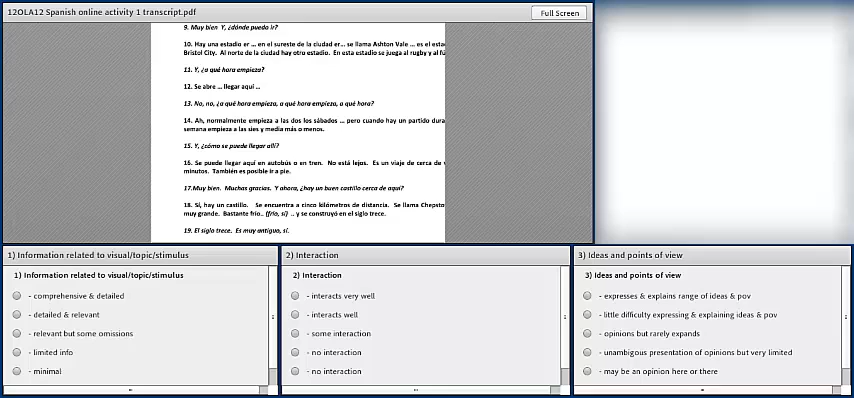 12OLA12 Spanish online activity 1 transcript.pdf
Full Screen
9. Muy bien Y, ¿dónde puedo ir?
10. Hay una estadio er ... en el sureste de la ciudad er... se llama Ashton Vale ... es el esta
Bristol City. Al norte de la ciudad hay otro estadio. En esta estadio se juega al rugby y al fú
11. Y, ¿a qué hora empieza?
12. Se abre ... llegar aquí ...
13. No, no, ¿a qué hora empieza, a qué hora empieza, a qué hora?
14. Ah, normalmente empieza a las dos los sábados ... pero cuando hay un partido dura
semana empieza a las sies y media más o menos.
15. Y, ¿cómo se puede llegar allí?
16. Se puede llegar aquí en autobús o en tren. No está lejos. Es un viaje de cerca de v
minutos. También es posible ir a pie.
17.Muy bien. Muchas gracias. Y ahora, ¿hay un buen castillo cerca de aquí?
18. Sí, hay un castillo. Se encuentra a cinco kilómetros de distancia. Se llama Chepsto
muy grande. Bastante frío.. (frío, sí) .. y se construyó en el siglo trece.
19. El siglo trece. Es muy antiguo, sí.
1) Information related to visual/topic/stimulus
1) Information related to visual/topic/stimulus
- comprehensive & detailed
- detailed & relevant
- relevant but some omissions
- limited info
- minimal
2) Interaction
2) Interaction
- interacts very well
- interacts well
- some interaction
- no interaction
- no interaction
3) Ideas and points of view
3) Ideas and points of view
- expresses & explains range of ideas & pov
- little difficulty expressing & explaining ideas & pov
- opinions but rarely expands
- unambigous presentation of opinions but very limited
- may be an opinion here or there